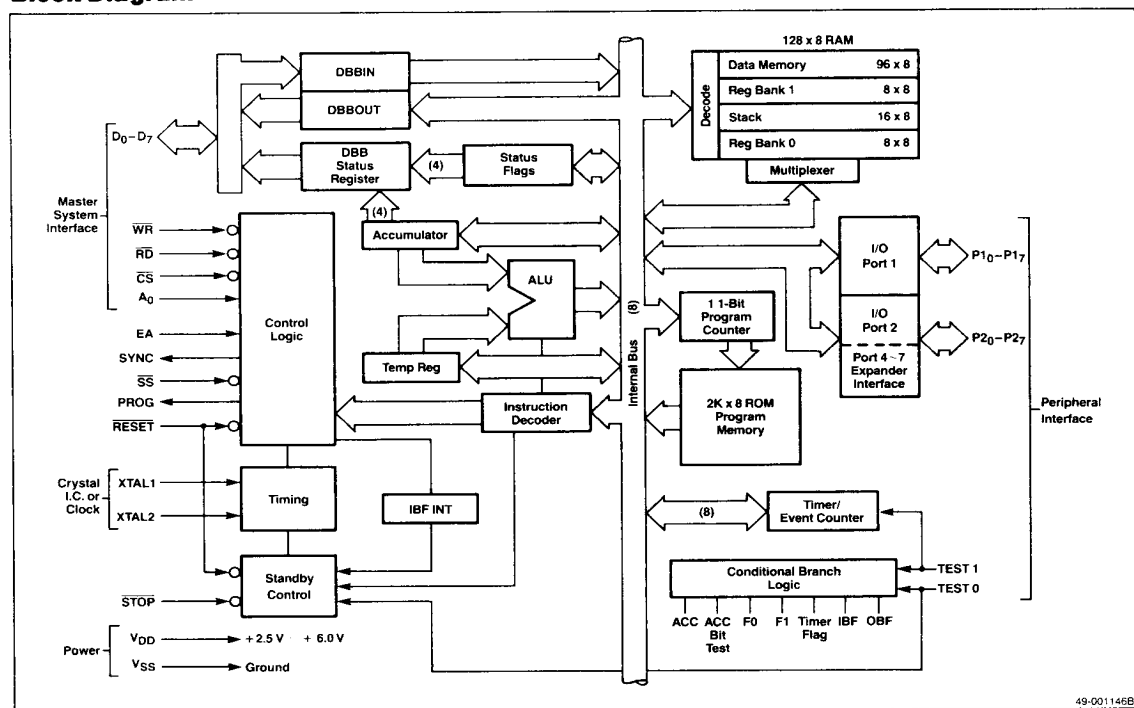 Block Diagram
128 x 8 RAM
DBBIN
DBBOUT
D0–D7
DBB
Status
Register
(4)
Status
Flags
(4)
Accumulator
Decode
Data Memory 96 x 8
Reg Bank 1 8 x 8
Stack 16 x 8
Reg Bank 0 8 x 8
Multiplexer
Master
System
Interface
W̅R̅
R̅D̅
C̅S̅
A0
EA
SYNC
S̅S̅
PROG
R̅E̅S̅E̅T̅
Control
Logic
ALU
Temp Reg
Instruction
Decoder
Internal Bus
(8)
1 1-Bit
Program
Counter
2K x 8 ROM
Program
Memory
I/O
Port 1
I/O
Port 2
Port 4~7
Expander
Interface
P10–P17
P20–P27
Peripheral
Interface
Crystal
I.C. or
Clock
XTAL1
XTAL2
Timing
IBF INT
(8)
Timer/
Event Counter
Standby
Control
S̅T̅O̅P̅
Conditional Branch
Logic
TEST 1
TEST 0
ACC
ACC
Bit
Test
F0
F1
Timer
Flag
IBF
OBF
Power
VDD
+2.5 V + 6.0 V
VSS
Ground
49-001146B